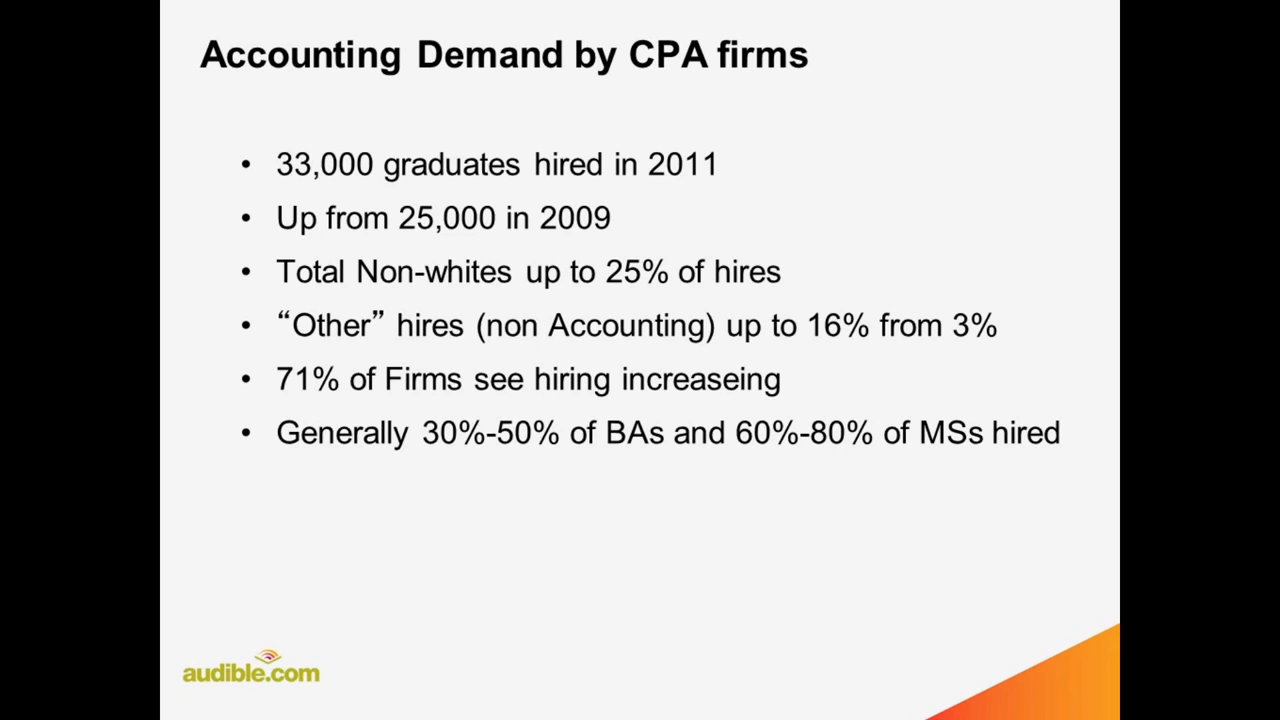 Accounting Demand by CPA firms
• 33,000 graduates hired in 2011
• Up from 25,000 in 2009
• Total Non-whites up to 25% of hires
• “Other” hires (non Accounting) up to 16% from 3%
• 71% of Firms see hiring increaseing
• Generally 30%-50% of BAs and 60%-80% of MSs hired
audible.com